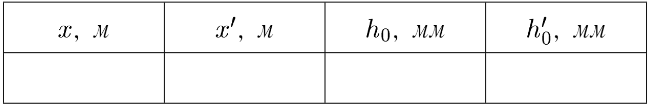 x, м x′, м h₀, мм h′₀, мм